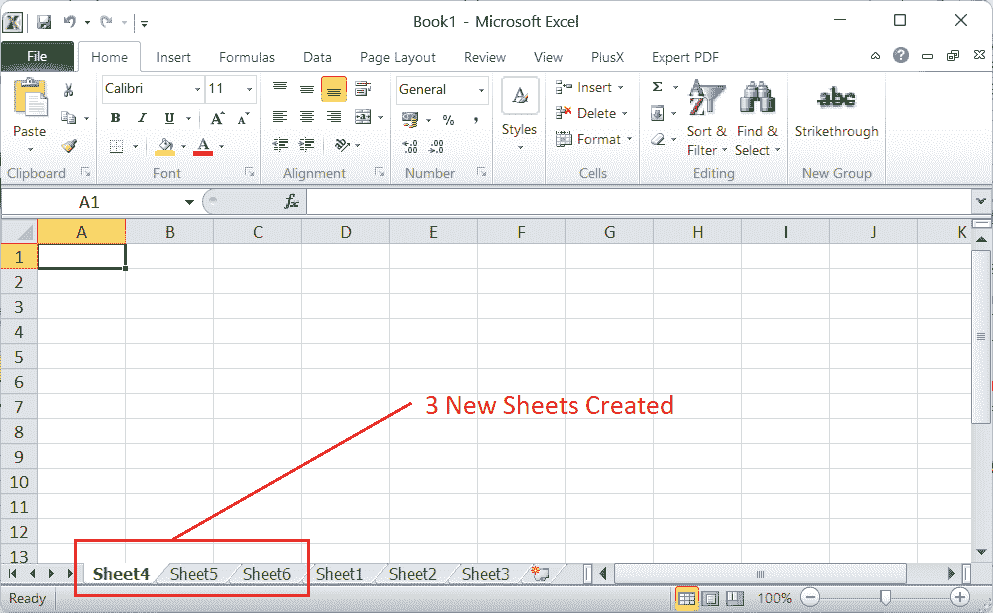 Book1 - Microsoft Excel
File Home Insert Formulas Data Page Layout Review View PlusX Expert PDF
Calibri 11 General Insert Σ
Paste B I U A A % , Styles Delete Sort & Find & Strikethrough
A Format Filter Select
Clipboard Font Alignment Number Cells Editing New Group
A1 fx
A B C D E F G H I J K
1
2
3
4
5
6
7 3 New Sheets Created
8
9
10
11
12
13
Sheet4 Sheet5 Sheet6 Sheet1 Sheet2 Sheet3
Ready 100%